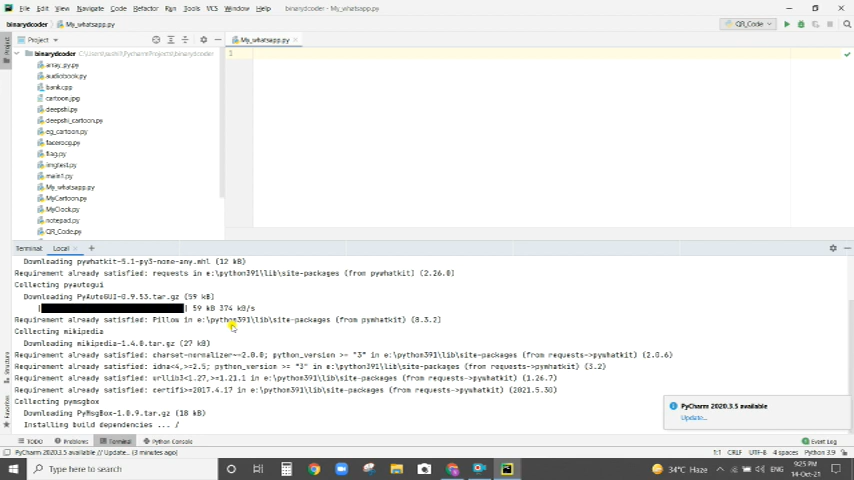 File Edit View Navigate Code Refactor Run Tools VCS Window Help binarydcoder - My_whatsapp.py
binarydcoder My_whatsapp.py QR_Code
Project My_whatsapp.py
binarydcoder
1
array_py.py
audiobook.py
bank.cpp
cartoon.jpg
deepshi.py
deepshi_cartoon.py
eg_cartoon.py
facerocg.py
flag.py
imgtest.py
main1.py
My_whatsapp.py
MyCartoon.py
MyClock.py
notepad.py
QR_Code.py
Terminal: Local × +
Downloading pywhatkit-5.1-py3-none-any.whl (12 kB)
Requirement already satisfied: requests in e:\python391\lib\site-packages (from pywhatkit) (2.26.0)
Collecting pyautogui
Downloading PyAutoGUI-0.9.53.tar.gz (59 kB)
| 59 kB 374 kB/s
Requirement already satisfied: Pillow in e:\python391\lib\site-packages (from pywhatkit) (8.3.2)
Collecting wikipedia
Downloading wikipedia-1.4.0.tar.gz (27 kB)
Requirement already satisfied: charset-normalizer~=2.0.0; python_version >= "3" in e:\python391\lib\site-packages (from requests->pywhatkit) (2.0.6)
Requirement already satisfied: idna<4,>=2.5; python_version >= "3" in e:\python391\lib\site-packages (from requests->pywhatkit) (3.2)
Requirement already satisfied: urllib3<1.27,>=1.21.1 in e:\python391\lib\site-packages (from requests->pywhatkit) (1.26.7)
Requirement already satisfied: certifi>=2017.4.17 in e:\python391\lib\site-packages (from requests->pywhatkit) (2021.5.30)
Collecting pymsgbox
Downloading PyMsgBox-1.0.9.tar.gz (18 kB)
Installing build dependencies ... /
PyCharm 2020.3.5 available
Update...
Project
Structure
Favorites
TODO Problems Terminal Python Console Event Log
PyCharm 2020.3.5 available // Update... (3 minutes ago) 1:1 CRLF UTF-8 4 spaces Python 3.9
Type here to search 34°C Haze 9:25 PM
14-Oct-21